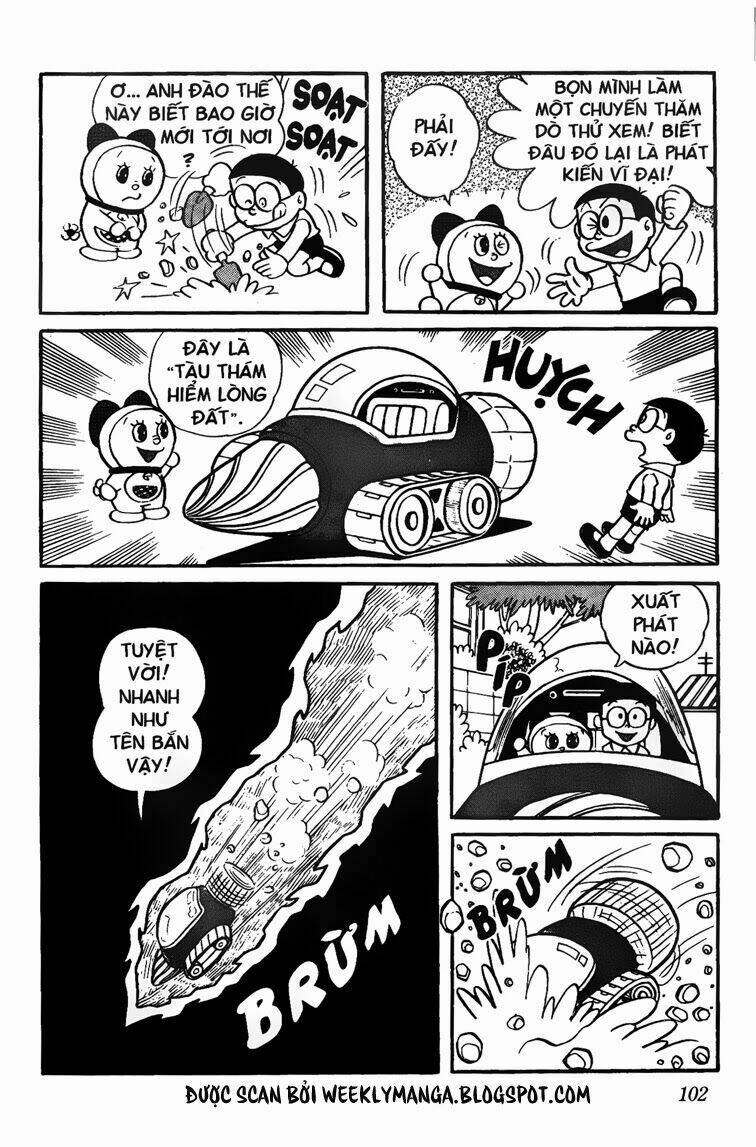 BỌN MÌNH LÀM
MỘT CHUYẾN THĂM
DÒ THỬ XEM! BIẾT
ĐÂU ĐÓ LẠI LÀ PHÁT
KIẾN VĨ ĐẠI!
PHẢI
ĐẤY!
SOẠT
SOẠT
Ơ... ANH ĐÀO THẾ
NÀY BIẾT BAO GIỜ
MỚI TỚI NƠI
?
HUỴCH
ĐÂY LÀ
"TÀU THÁM
HIỂM LÒNG
ĐẤT".
XUẤT
PHÁT
NÀO!
PÍP
BRỪM
TUYỆT
VỜI!
NHANH
NHƯ
TÊN BẮN
VẬY!
BRỪM
ĐƯỢC SCAN BỞI WEEKLYMANGA.BLOGSPOT.COM
102